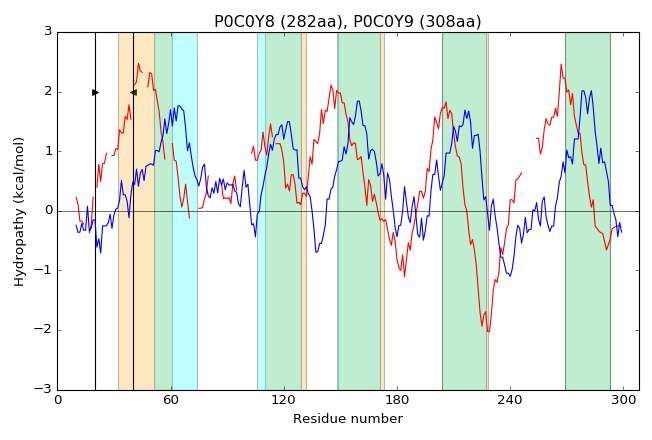 P0C0Y8 (282aa), P0C0Y9 (308aa)
Hydropathy (kcal/mol)
3
2
1
0
−1
−2
−3
0 60 120 180 240 300
Residue number